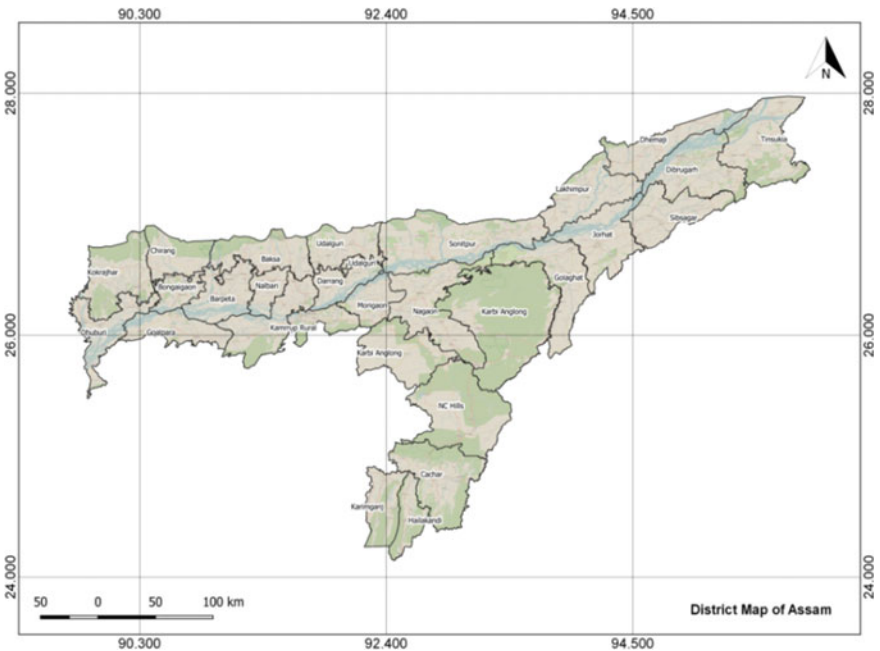 90.300 92.400 94.500
N
28.000 28.000
Dhemaji
Tinsukia
Dibrugarh
Lakhimpur
Sibsagar
Jorhat
Udalguri
Sonitpur
Chirang
Baksa
Udalguri
Kokrajhar
Golaghat
Darrang
Bongaigaon
Nalbari
Barpeta
Morigaon
Nagaon
Karbi Anglong
Kamrup Rural
Dhuburi
Goalpara
26.000 26.000
Karbi Anglong
NC Hills
Cachar
Karimganj
Hailakandi
24.000 24.000
50 0 50 100 km
District Map of Assam
90.300 92.400 94.500